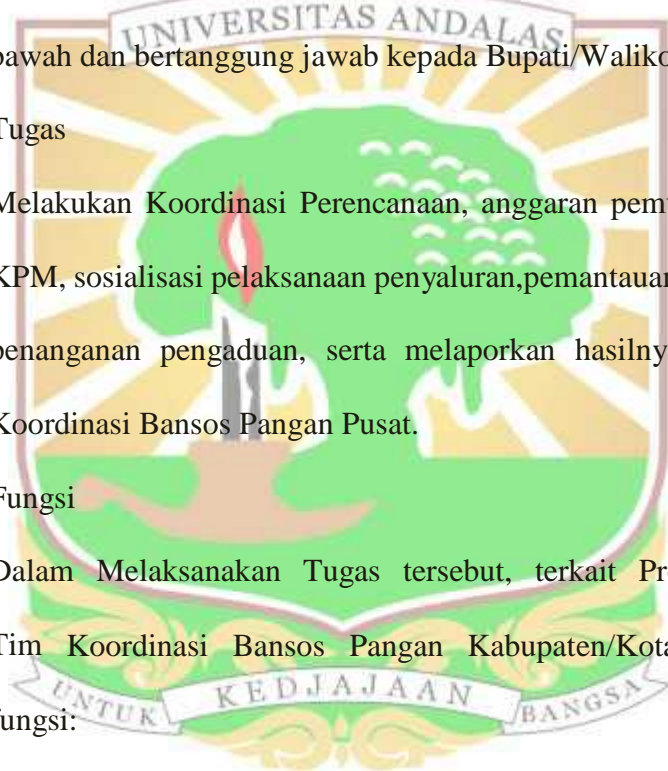 UNIVERSITAS ANDALAS
bawah dan bertanggung jawab kepada Bupati/Waliko
Tugas
Melakukan Koordinasi Perencanaan, anggaran pem
KPM, sosialisasi pelaksanaan penyaluran,pemantauan
penanganan pengaduan, serta melaporkan hasilny
Koordinasi Bansos Pangan Pusat.
Fungsi
Dalam Melaksanakan Tugas tersebut, terkait Pr
Tim Koordinasi Bansos Pangan Kabupaten/Kota
fungsi:
UNTUK KEDJAJAAN BANGSA